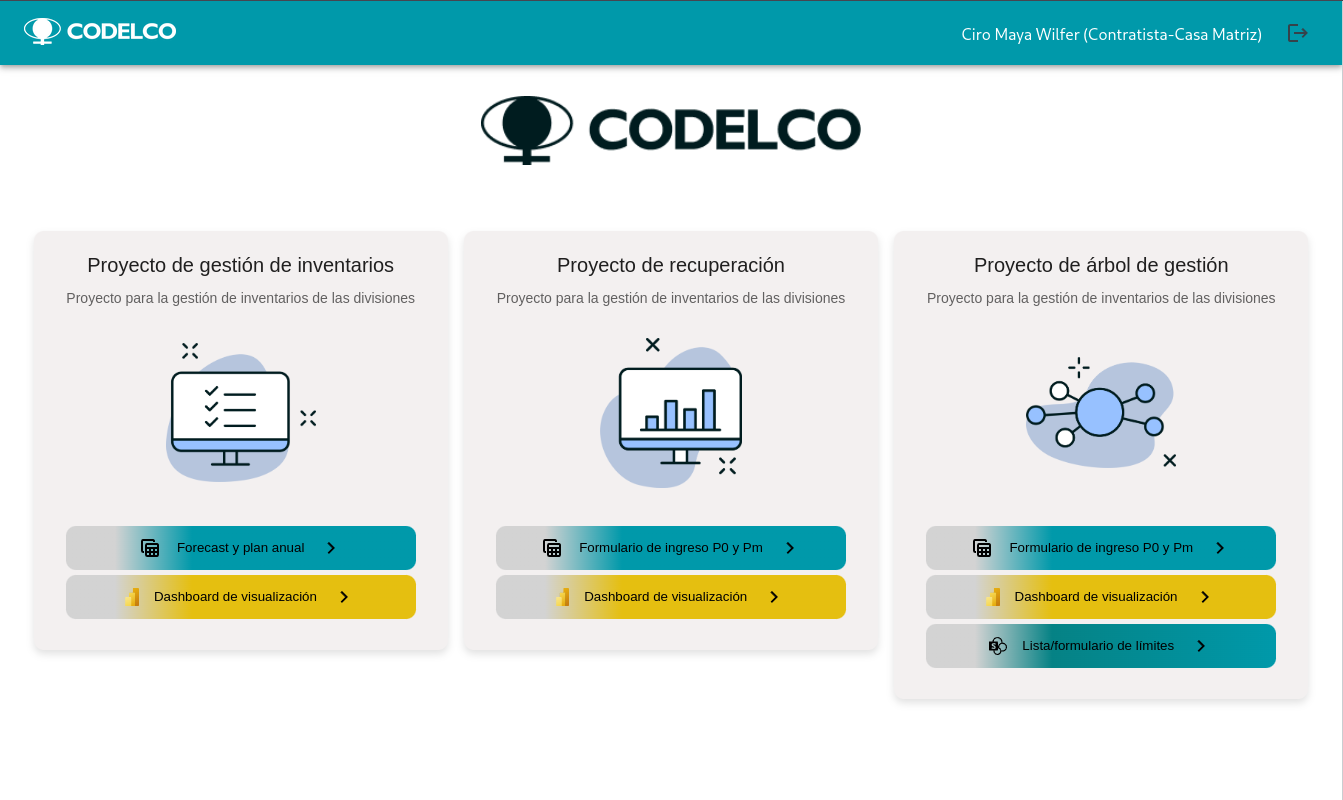 CODELCO
Ciro Maya Wilfer (Contratista-Casa Matriz)
CODELCO
Proyecto de gestión de inventarios
Proyecto para la gestión de inventarios de las divisiones
Forecast y plan anual
Dashboard de visualización
Proyecto de recuperación
Proyecto para la gestión de inventarios de las divisiones
Formulario de ingreso P0 y Pm
Dashboard de visualización
Proyecto de árbol de gestión
Proyecto para la gestión de inventarios de las divisiones
Formulario de ingreso P0 y Pm
Dashboard de visualización
Lista/formulario de límites